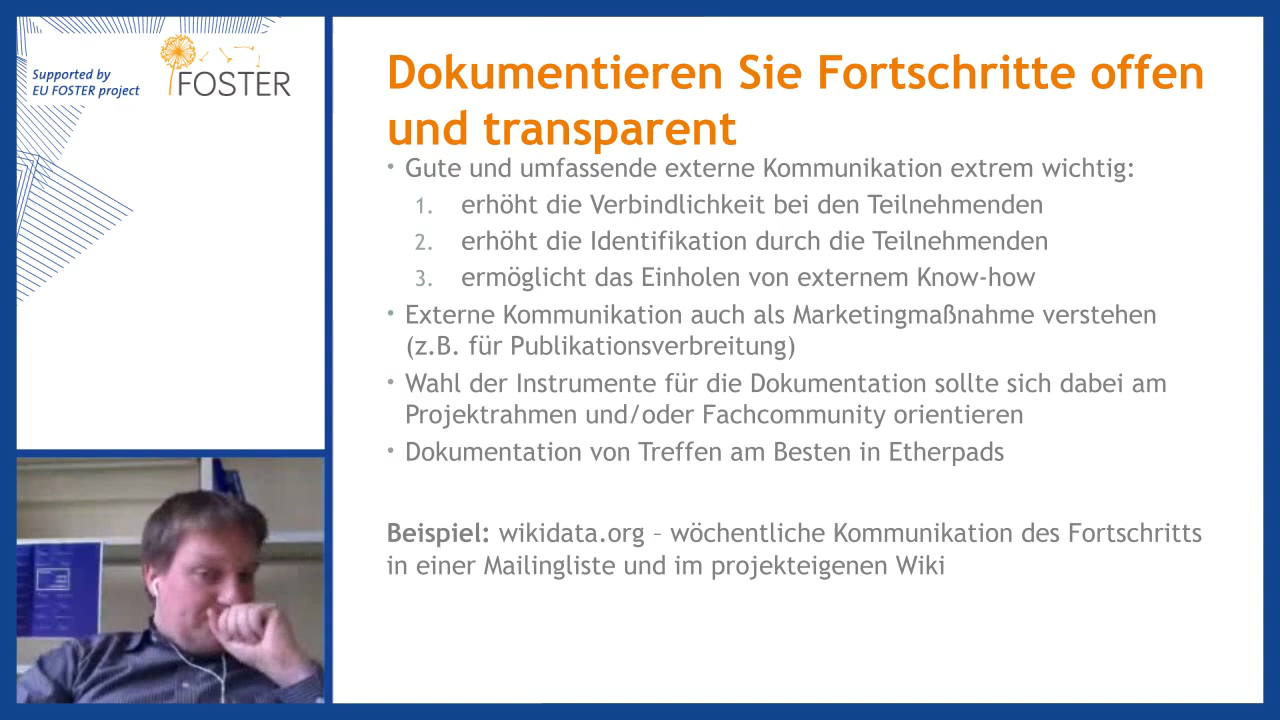 Supported by
EU FOSTER project
FOSTER
Dokumentieren Sie Fortschritte offen
und transparent
• Gute und umfassende externe Kommunikation extrem wichtig:
1. erhöht die Verbindlichkeit bei den Teilnehmenden
2. erhöht die Identifikation durch die Teilnehmenden
3. ermöglicht das Einholen von externem Know-how
• Externe Kommunikation auch als Marketingmaßnahme verstehen
(z.B. für Publikationsverbreitung)
• Wahl der Instrumente für die Dokumentation sollte sich dabei am
Projektrahmen und/oder Fachcommunity orientieren
• Dokumentation von Treffen am Besten in Etherpads
Beispiel: wikidata.org – wöchentliche Kommunikation des Fortschritts
in einer Mailingliste und im projekteigenen Wiki